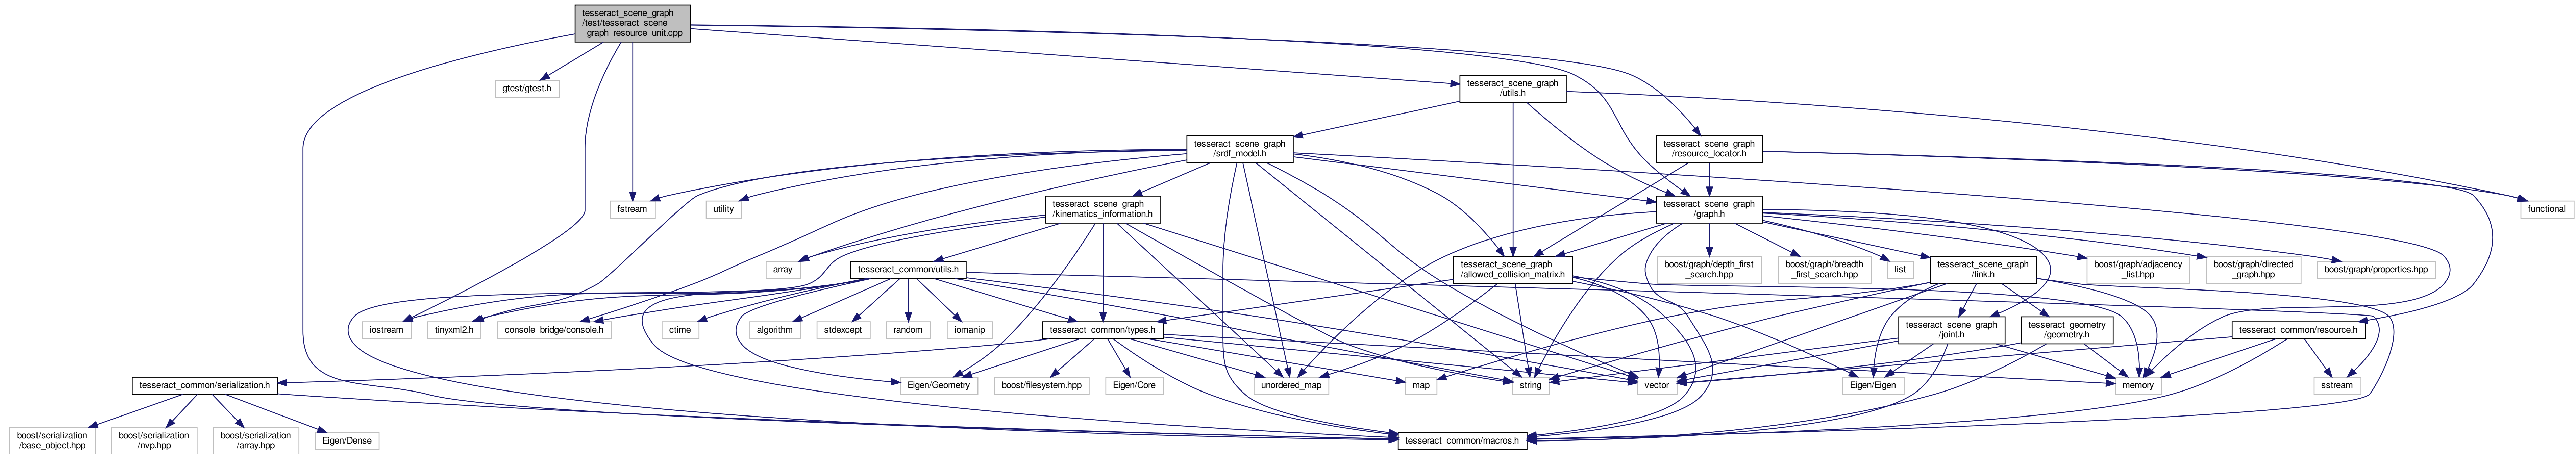 tesseract_scene_graph
/test/tesseract_scene
_graph_resource_unit.cpp
gtest/gtest.h
tesseract_scene_graph
/utils.h
tesseract_scene_graph
/srdf_model.h
tesseract_scene_graph
/resource_locator.h
fstream
utility
tesseract_scene_graph
/kinematics_information.h
tesseract_scene_graph
/graph.h
functional
array
tesseract_common/utils.h
tesseract_scene_graph
/allowed_collision_matrix.h
boost/graph/depth_first
_search.hpp
boost/graph/breadth
_first_search.hpp
list
tesseract_scene_graph
/link.h
boost/graph/adjacency
_list.hpp
boost/graph/directed
_graph.hpp
boost/graph/properties.hpp
iostream
tinyxml2.h
console_bridge/console.h
ctime
algorithm
stdexcept
random
iomanip
tesseract_common/types.h
tesseract_scene_graph
/joint.h
tesseract_geometry
/geometry.h
tesseract_common/resource.h
tesseract_common/serialization.h
Eigen/Geometry
boost/filesystem.hpp
Eigen/Core
unordered_map
map
string
vector
Eigen/Eigen
memory
sstream
boost/serialization
/base_object.hpp
boost/serialization
/nvp.hpp
boost/serialization
/array.hpp
Eigen/Dense
tesseract_common/macros.h